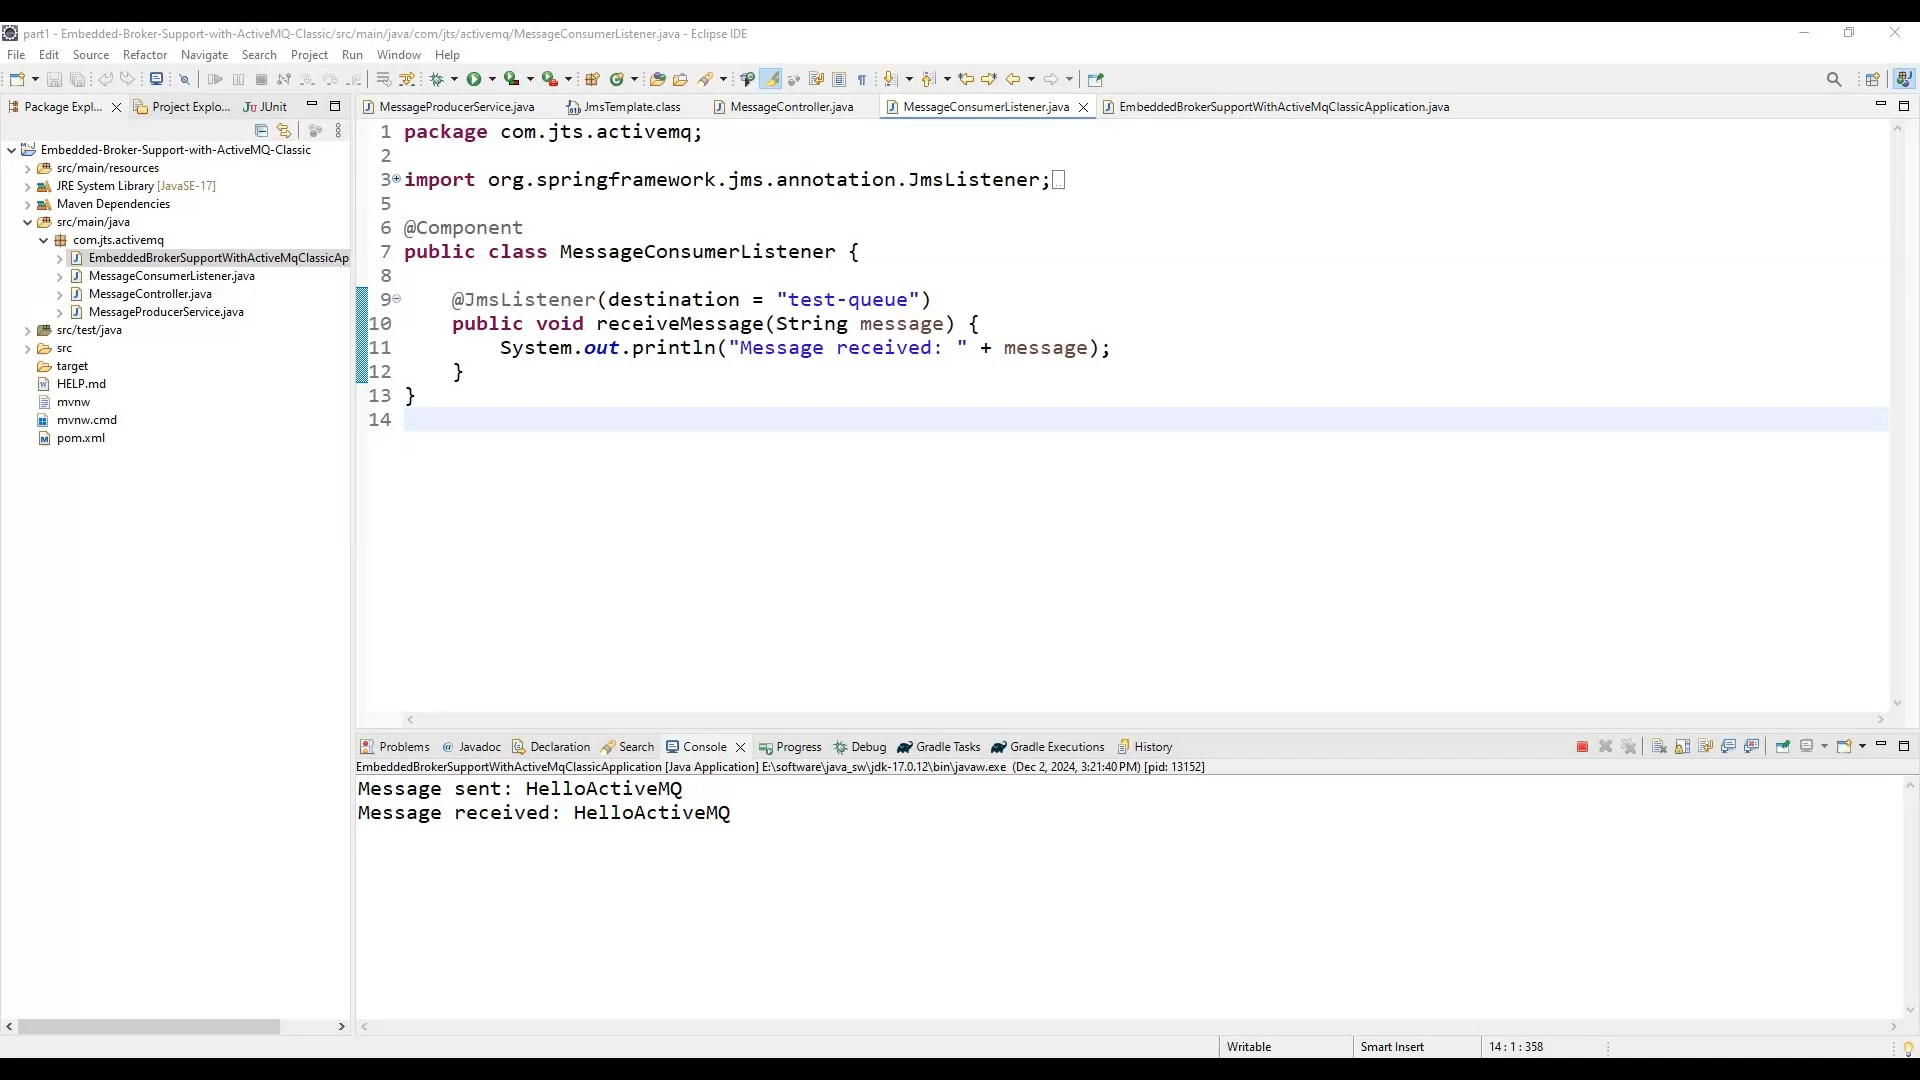 part1 - Embedded-Broker-Support-with-ActiveMQ-Classic/src/main/java/com/jts/activemq/MessageConsumerListener.java - Eclipse IDE
File Edit Source Refactor Navigate Search Project Run Window Help
Package Expl... Project Explo... JUnit
MessageProducerService.java JmsTemplate.class MessageController.java MessageConsumerListener.java EmbeddedBrokerSupportWithActiveMqClassicApplication.java
Embedded-Broker-Support-with-ActiveMQ-Classic
src/main/resources
JRE System Library [JavaSE-17]
Maven Dependencies
src/main/java
com.jts.activemq
EmbeddedBrokerSupportWithActiveMqClassicAp
MessageConsumerListener.java
MessageController.java
MessageProducerService.java
src/test/java
src
target
HELP.md
mvnw
mvnw.cmd
pom.xml
1 package com.jts.activemq;
2
3 import org.springframework.jms.annotation.JmsListener;
5
6 @Component
7 public class MessageConsumerListener {
8
9 @JmsListener(destination = "test-queue")
10 public void receiveMessage(String message) {
11 System.out.println("Message received: " + message);
12 }
13 }
14
Problems Javadoc Declaration Search Console Progress Debug Gradle Tasks Gradle Executions History
EmbeddedBrokerSupportWithActiveMqClassicApplication [Java Application] E:\software\java_sw\jdk-17.0.12\bin\javaw.exe (Dec 2, 2024, 3:21:40 PM) [pid: 13152]
Message sent: HelloActiveMQ
Message received: HelloActiveMQ
Writable Smart Insert 14 : 1 : 358